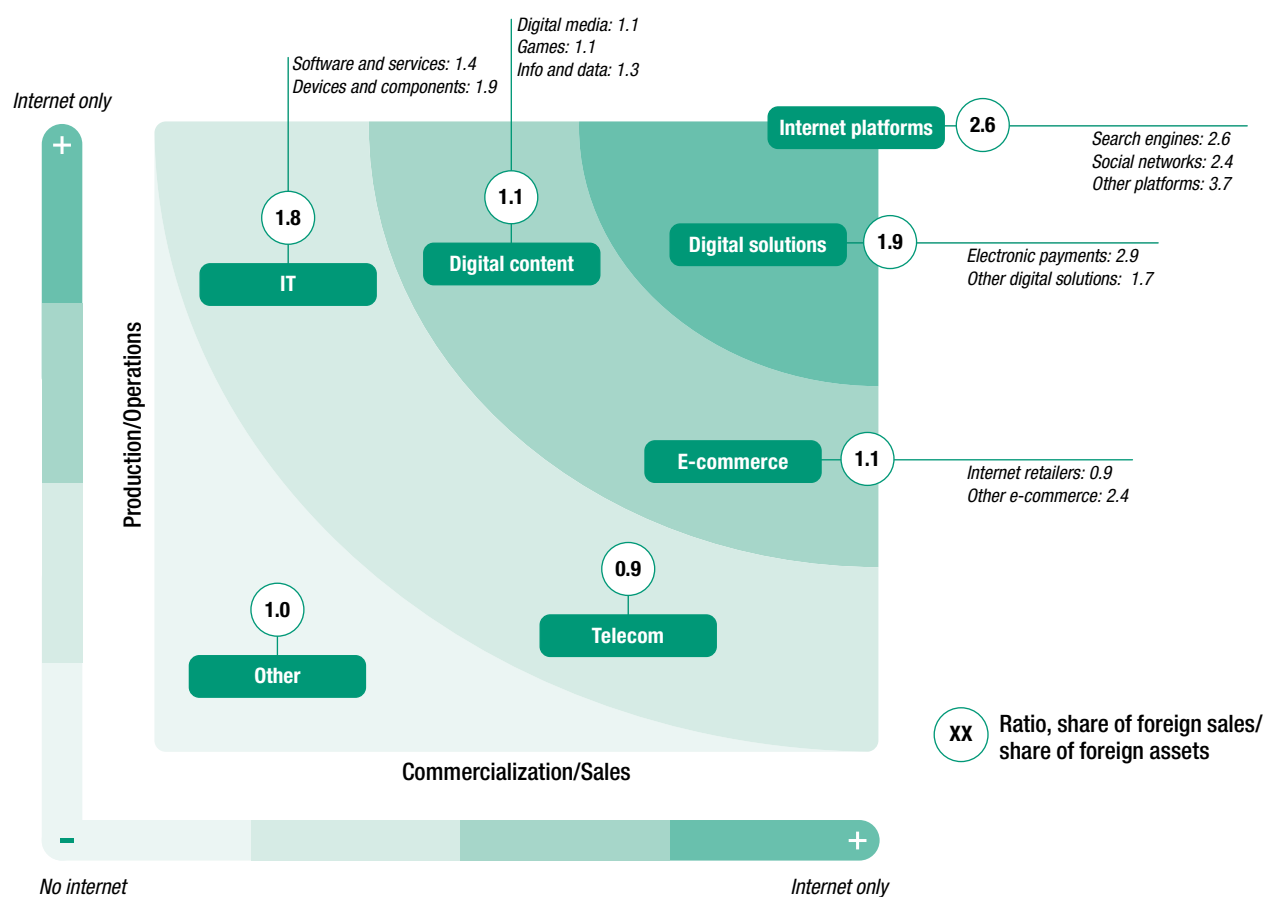 Digital media: 1.1
Games: 1.1
Info and data: 1.3
Software and services: 1.4
Devices and components: 1.9
Internet only
+
Internet platforms
2.6
Search engines: 2.6
Social networks: 2.4
Other platforms: 3.7
1.8
IT
1.1
Digital content
Digital solutions
1.9
Electronic payments: 2.9
Other digital solutions: 1.7
Production/Operations
E-commerce
1.1
Internet retailers: 0.9
Other e-commerce: 2.4
0.9
Telecom
1.0
Other
XX
Ratio, share of foreign sales/
share of foreign assets
Commercialization/Sales
-
+
No internet
Internet only